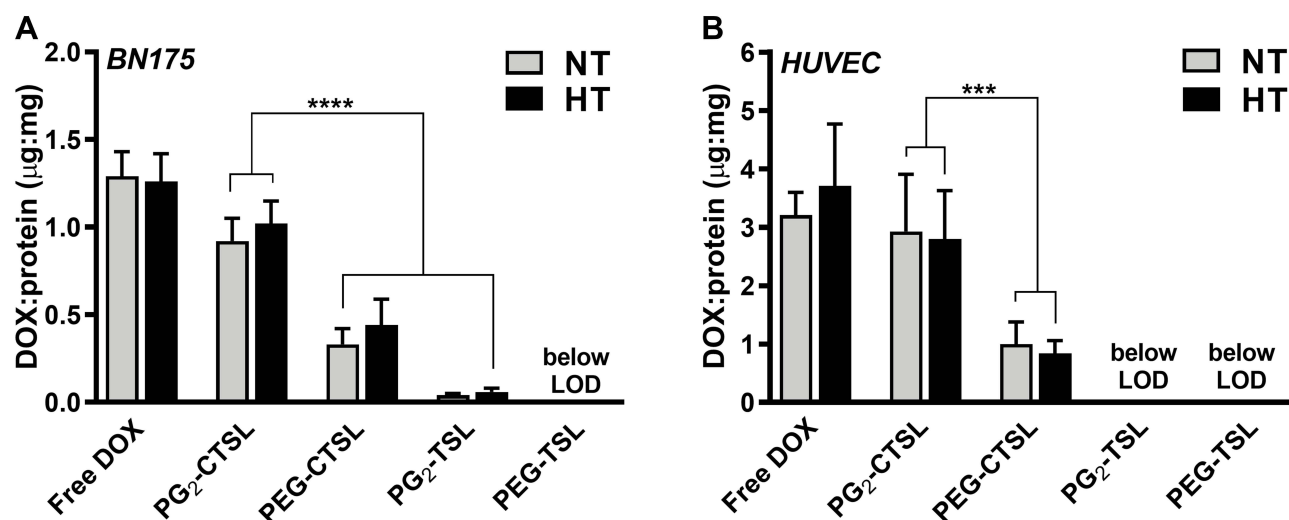 A
BN175
NT
HT
****
DOX:protein (μg:mg)
2.0
1.5
1.0
0.5
0.0
below
LOD
Free DOX
PG₂-CTSL
PEG-CTSL
PG₂-TSL
PEG-TSL
B
HUVEC
NT
HT
***
DOX:protein (μg:mg)
6
5
4
3
2
1
0
below
LOD
below
LOD
Free DOX
PG₂-CTSL
PEG-CTSL
PG₂-TSL
PEG-TSL